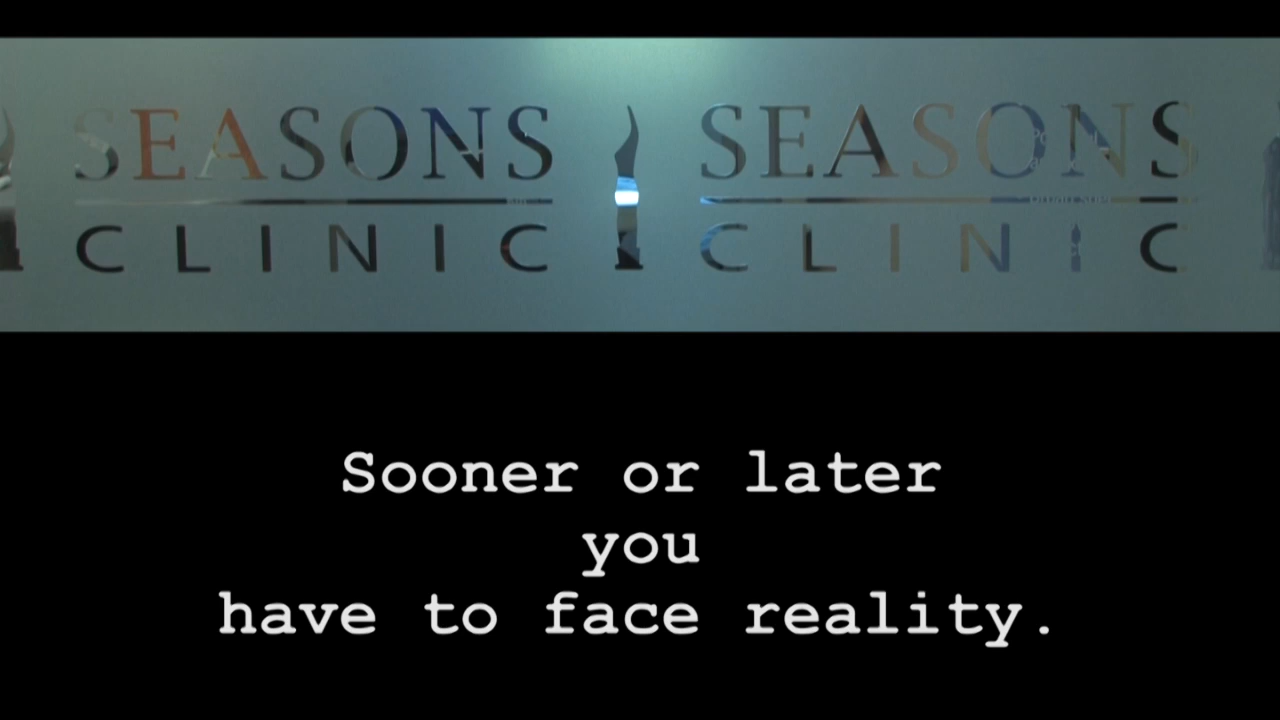 SEASONS SEASONS
CLINIC CLINIC
Sooner or later
you
have to face reality.